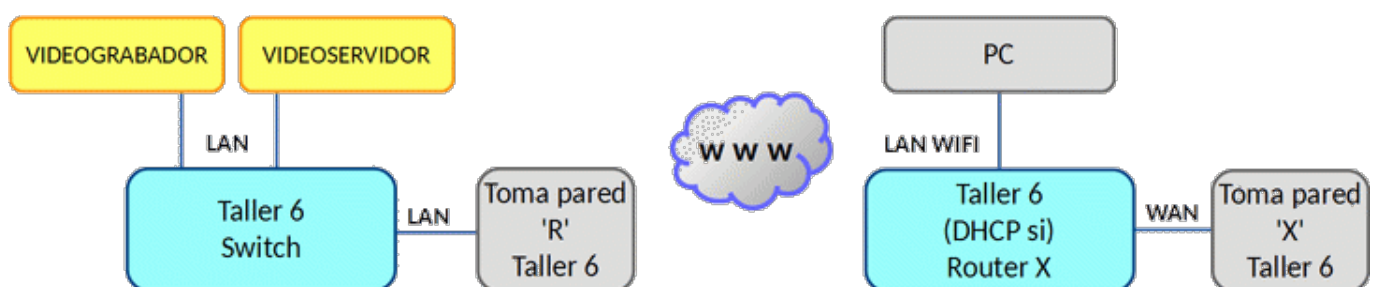 VIDEOGRABADOR
VIDEOSERVIDOR
LAN
Taller 6
Switch
LAN
Toma pared
'R'
Taller 6
w w w
PC
LAN WIFI
Taller 6
(DHCP si)
Router X
WAN
Toma pared
'X'
Taller 6